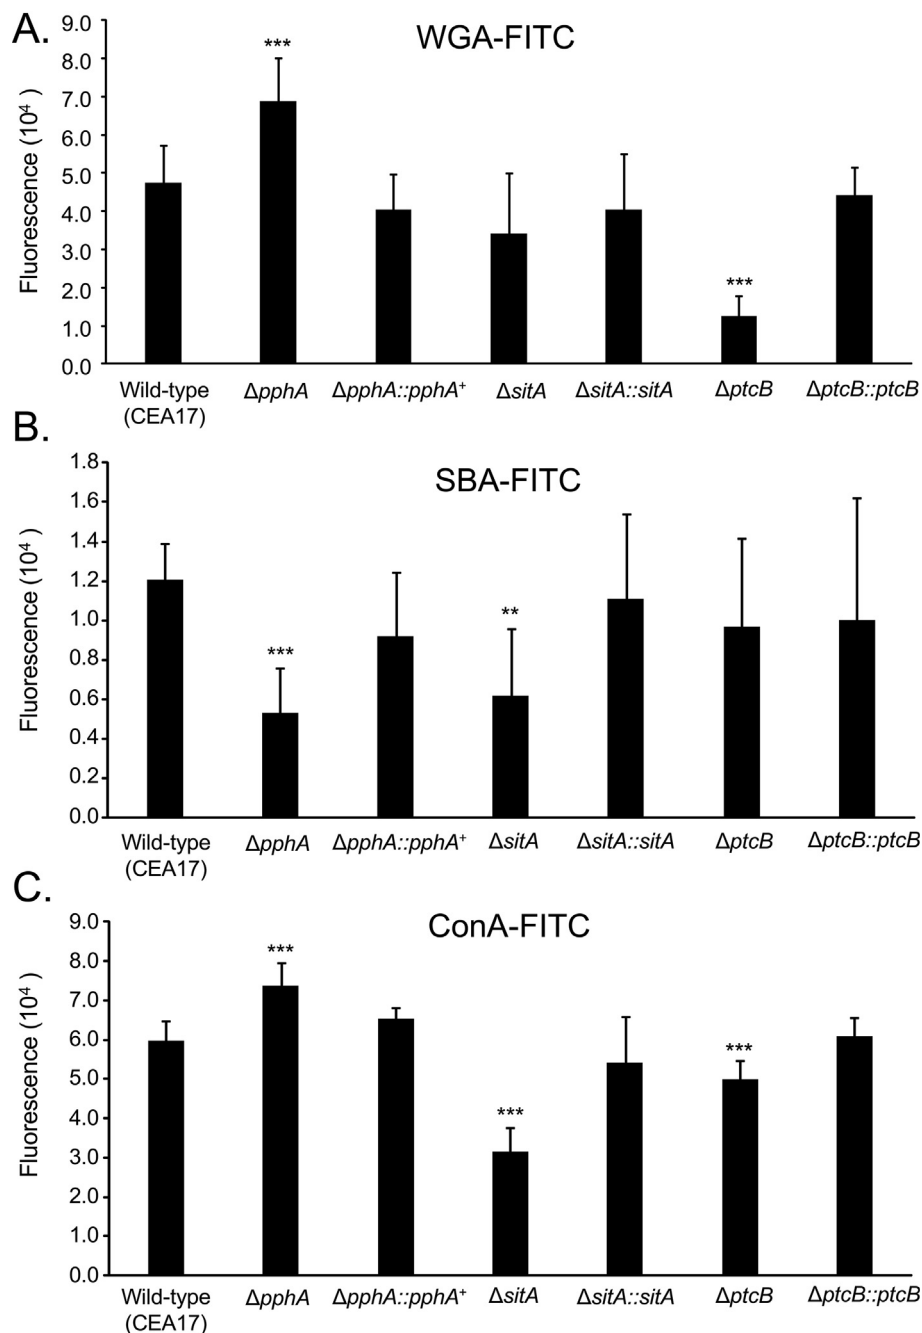 A.
WGA-FITC
Fluorescence (10⁴ )
9.0
8.0
7.0
6.0
5.0
4.0
3.0
2.0
1.0
0.0
***
***
Wild-type
(CEA17)
ΔpphA
ΔpphA::pphA⁺
ΔsitA
ΔsitA::sitA
ΔptcB
ΔptcB::ptcB
B.
SBA-FITC
Fluorescence (10⁴ )
1.8
1.6
1.4
1.2
1.0
0.8
0.6
0.4
0.2
0.0
***
**
Wild-type
(CEA17)
ΔpphA
ΔpphA::pphA⁺
ΔsitA
ΔsitA::sitA
ΔptcB
ΔptcB::ptcB
C.
ConA-FITC
Fluorescence (10⁴ )
9.0
8.0
7.0
6.0
5.0
4.0
3.0
2.0
1.0
0.0
***
***
***
Wild-type
(CEA17)
ΔpphA
ΔpphA::pphA⁺
ΔsitA
ΔsitA::sitA
ΔptcB
ΔptcB::ptcB